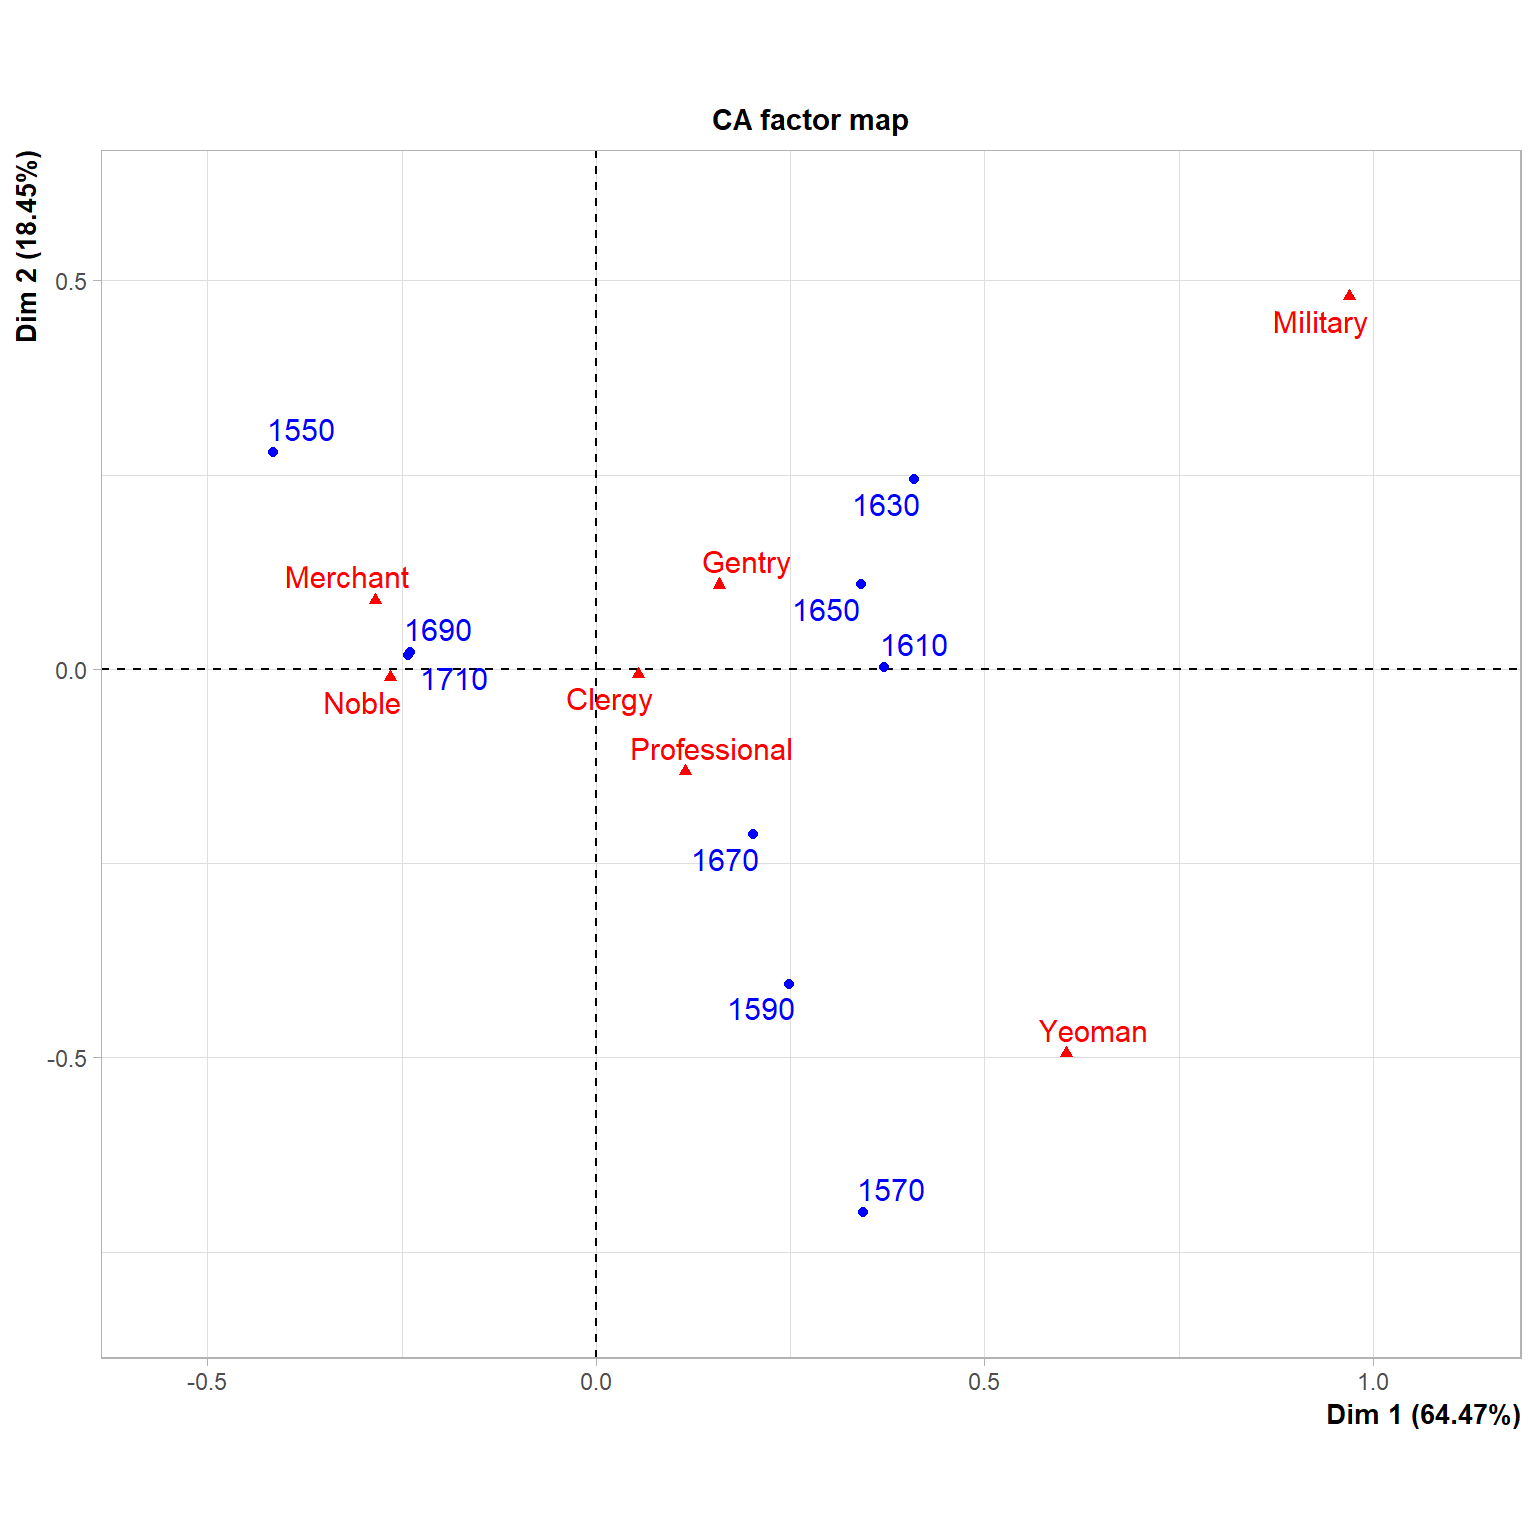 CA factor map
Dim 2 (18.45%)
0.5
Military
1550
1630
Gentry
Merchant
1650
1690
1610
0.0
1710
Noble
Clergy
Professional
1670
1590
Yeoman
-0.5
1570
-0.5
0.0
0.5
1.0
Dim 1 (64.47%)